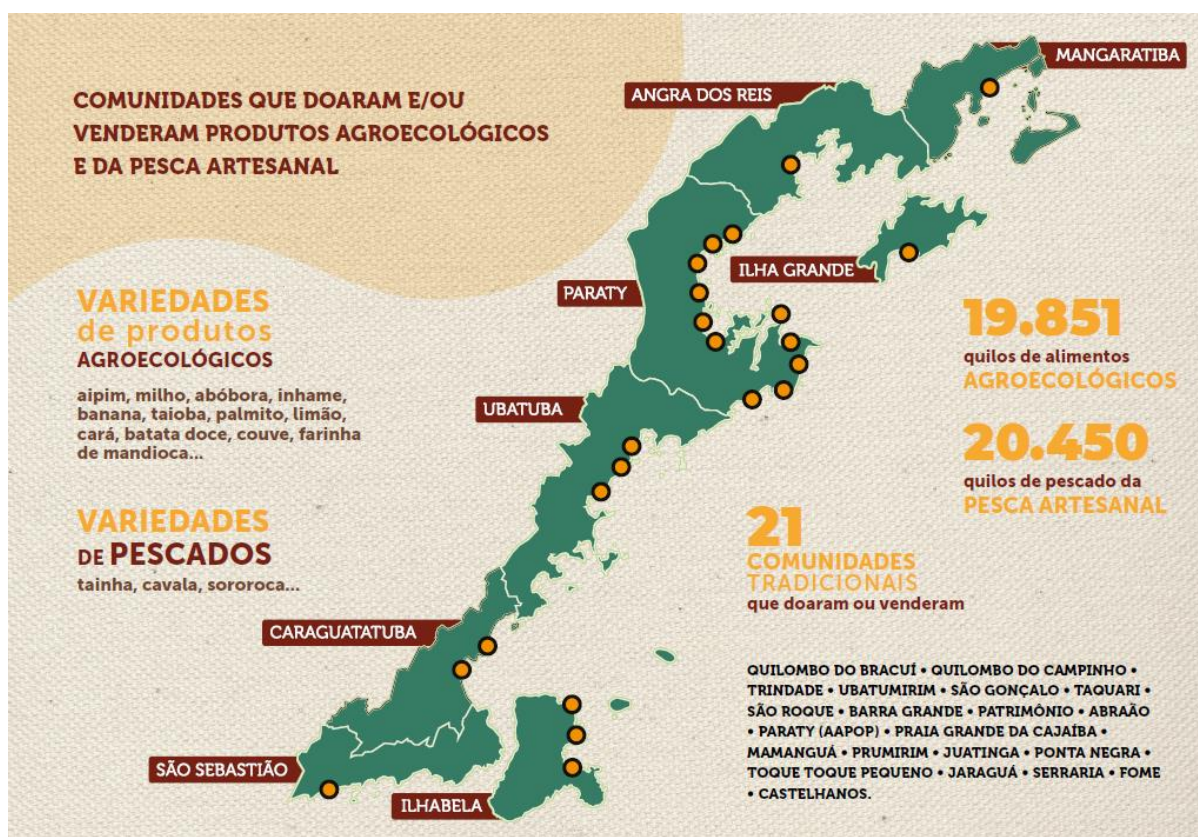 COMUNIDADES QUE DOARAM E/OU
VENDERAM PRODUTOS AGROECOLÓGICOS
E DA PESCA ARTESANAL
MANGARATIBA
ANGRA DOS REIS
ILHA GRANDE
PARATY
UBATUBA
CARAGUATATUBA
SÃO SEBASTIÃO
ILHABELA
VARIEDADES
de produtos
AGROECOLÓGICOS
aipim, milho, abóbora, inhame,
banana, taioba, palmito, limão,
cará, batata doce, couve, farinha
de mandioca...
VARIEDADES
DE PESCADOS
tainha, cavala, sororoca...
19.851
quilos de alimentos
AGROECOLÓGICOS
20.450
quilos de pescado da
PESCA ARTESANAL
21
COMUNIDADES
TRADICIONAIS
que doaram ou venderam
QUILOMBO DO BRACUÍ • QUILOMBO DO CAMPINHO •
TRINDADE • UBATUMIRIM • SÃO GONÇALO • TAQUARI •
SÃO ROQUE • BARRA GRANDE • PATRIMÔNIO • ABRAÃO
• PARATY (AAPOP) • PRAIA GRANDE DA CAJAÍBA •
MAMANGUÁ • PRUMIRIM • JUATINGA • PONTA NEGRA •
TOQUE TOQUE PEQUENO • JARAGUÁ • SERRARIA • FOME
• CASTELHANOS.